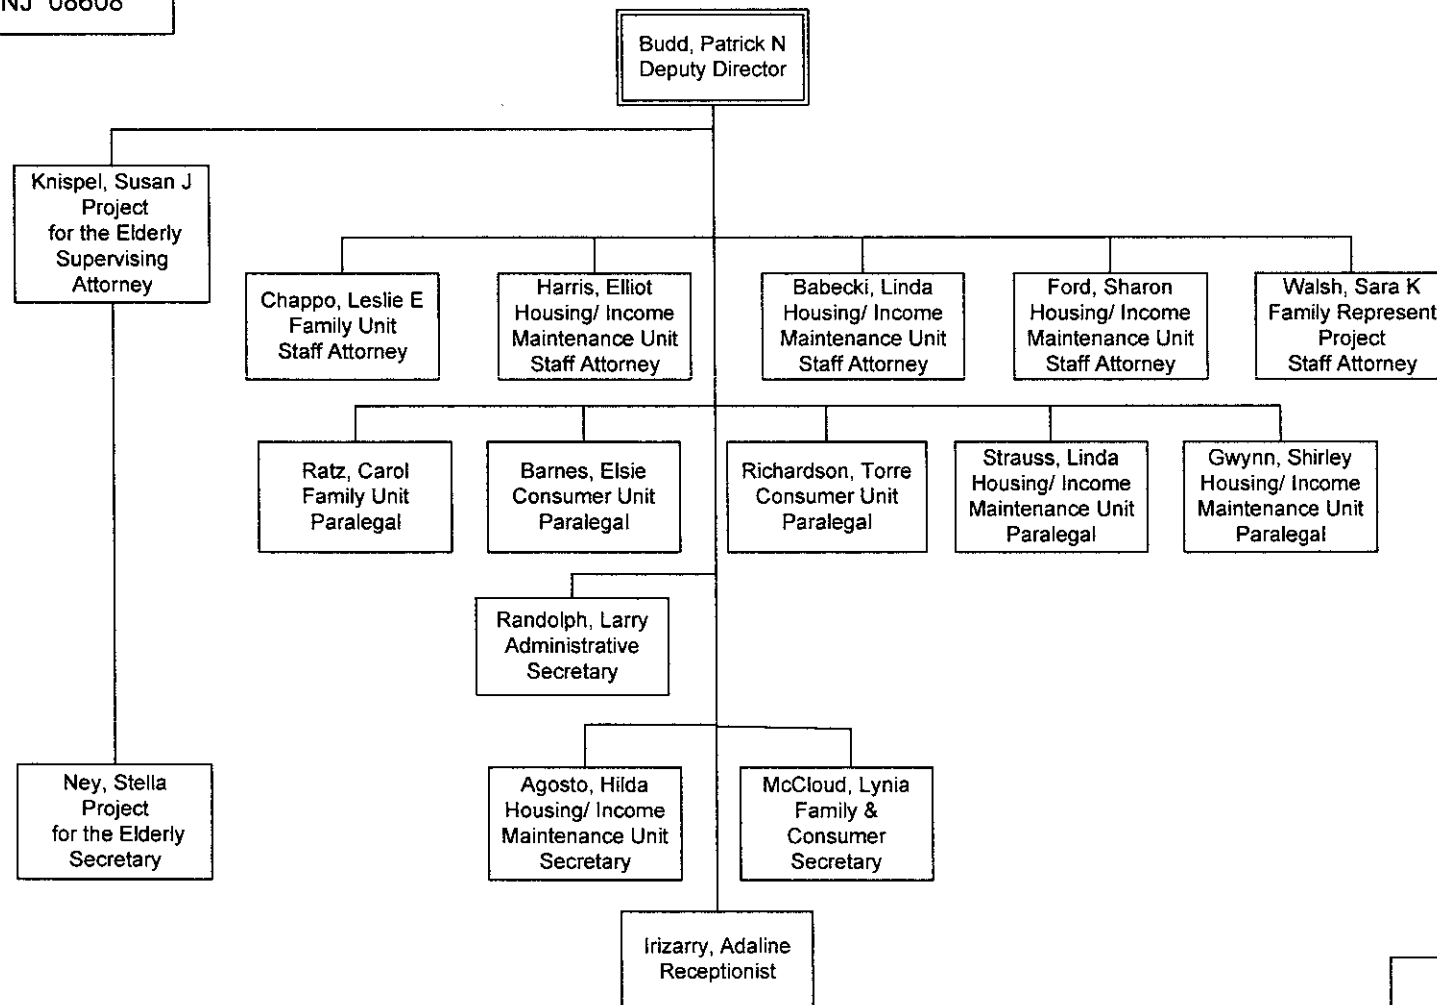 NJ 08608
Budd, Patrick N
Deputy Director
Knispel, Susan J
Project
for the Elderly
Supervising
Attorney
Chappo, Leslie E
Family Unit
Staff Attorney
Harris, Elliot
Housing/ Income
Maintenance Unit
Staff Attorney
Babecki, Linda
Housing/ Income
Maintenance Unit
Staff Attorney
Ford, Sharon
Housing/ Income
Maintenance Unit
Staff Attorney
Walsh, Sara K
Family Represent
Project
Staff Attorney
Ratz, Carol
Family Unit
Paralegal
Barnes, Elsie
Consumer Unit
Paralegal
Richardson, Torre
Consumer Unit
Paralegal
Strauss, Linda
Housing/ Income
Maintenance Unit
Paralegal
Gwynn, Shirley
Housing/ Income
Maintenance Unit
Paralegal
Randolph, Larry
Administrative
Secretary
Ney, Stella
Project
for the Elderly
Secretary
Agosto, Hilda
Housing/ Income
Maintenance Unit
Secretary
McCloud, Lynia
Family &
Consumer
Secretary
Irizarry, Adaline
Receptionist